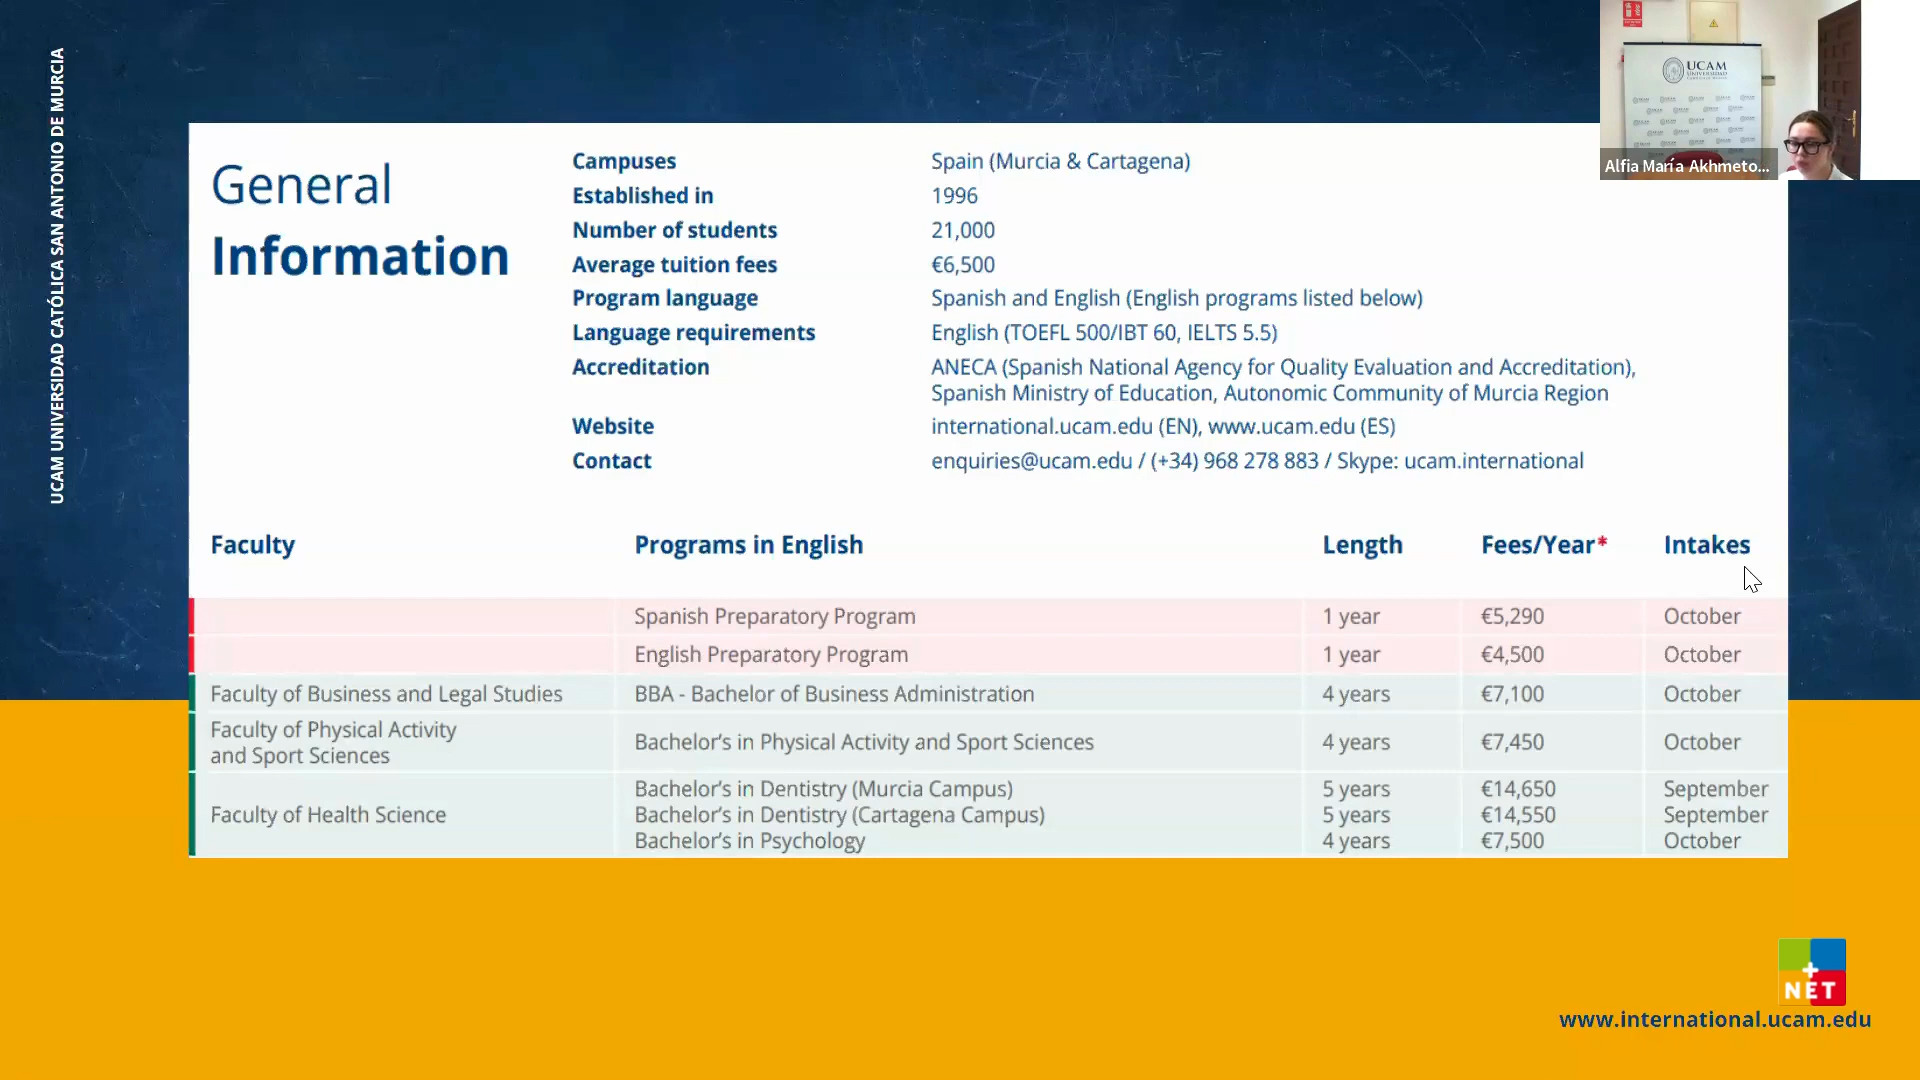 UCAM UNIVERSIDAD CATÓLICA SAN ANTONIO DE MURCIA
UCAM
UNIVERSIDAD
Alfia María Akhmeto...
General
Information
Campuses Spain (Murcia & Cartagena)
Established in 1996
Number of students 21,000
Average tuition fees €6,500
Program language Spanish and English (English programs listed below)
Language requirements English (TOEFL 500/IBT 60, IELTS 5.5)
Accreditation ANECA (Spanish National Agency for Quality Evaluation and Accreditation),
Spanish Ministry of Education, Autonomic Community of Murcia Region
Website international.ucam.edu (EN), www.ucam.edu (ES)
Contact enquiries@ucam.edu / (+34) 968 278 883 / Skype: ucam.international
Faculty Programs in English Length Fees/Year* Intakes
Spanish Preparatory Program 1 year €5,290 October
English Preparatory Program 1 year €4,500 October
Faculty of Business and Legal Studies BBA - Bachelor of Business Administration 4 years €7,100 October
Faculty of Physical Activity
and Sport Sciences Bachelor's in Physical Activity and Sport Sciences 4 years €7,450 October
Bachelor's in Dentistry (Murcia Campus) 5 years €14,650 September
Faculty of Health Science Bachelor's in Dentistry (Cartagena Campus) 5 years €14,550 September
Bachelor's in Psychology 4 years €7,500 October
+
NET
www.international.ucam.edu